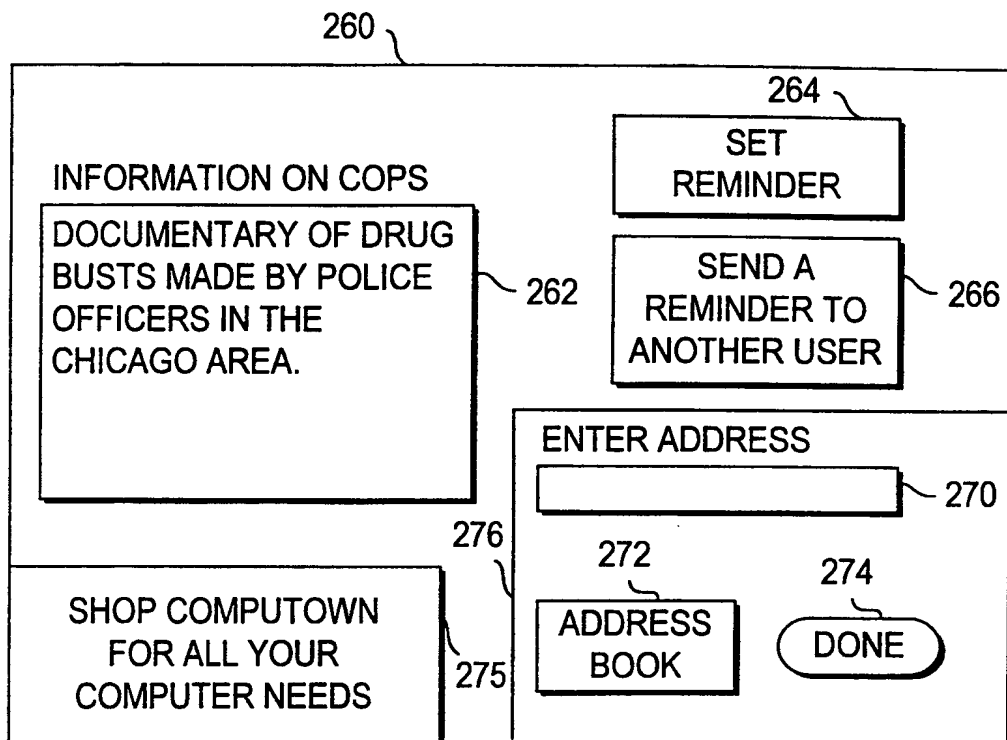 260
264
SET
REMINDER
INFORMATION ON COPS
DOCUMENTARY OF DRUG
BUSTS MADE BY POLICE
OFFICERS IN THE
CHICAGO AREA.
262
SEND A
REMINDER TO
ANOTHER USER
266
ENTER ADDRESS
270
276
272
274
ADDRESS
BOOK
DONE
SHOP COMPUTOWN
FOR ALL YOUR
COMPUTER NEEDS
275